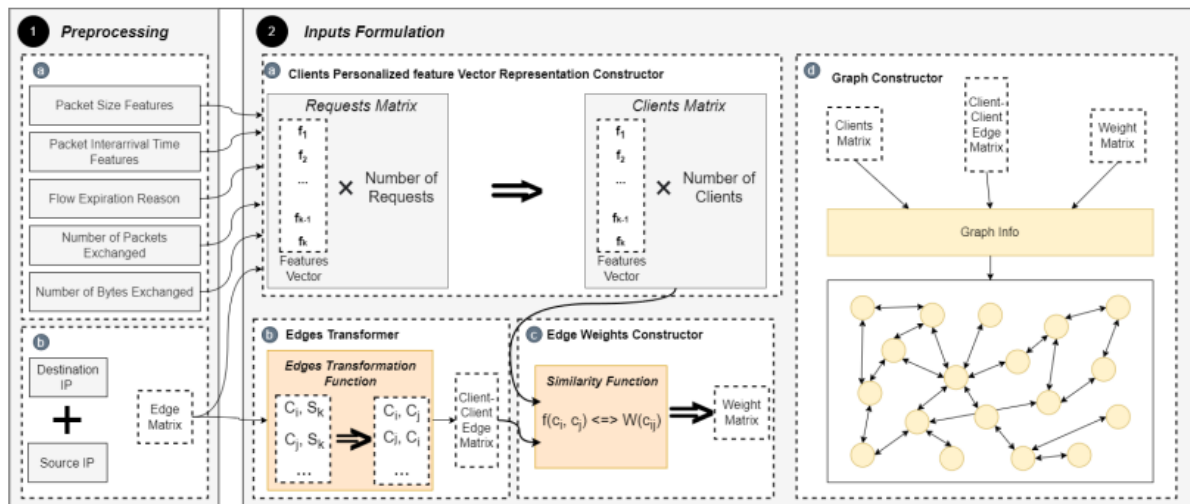 1 Preprocessing
a
Packet Size Features
Packet Interarrival Time
Features
Flow Expiration Reason
Number of Packets
Exchanged
Number of Bytes Exchanged
b
Destination
IP
+
Source IP
Edge
Matrix
2 Inputs Formulation
a Clients Personalized feature Vector Representation Constructor
Requests Matrix
f1
f2
...
fk-1
fk
Features
Vector
× Number of
Requests
Clients Matrix
f1
f2
...
fk-1
fk
Features
Vector
× Number of
Clients
b Edges Transformer
Edges Transformation
Function
Ci, Sk
Cj, Sk
...
Ci, Cj
Cj, Ci
...
Client-
Client
Edge
Matrix
c Edge Weights Constructor
Similarity Function
f(ci, cj) <=> W(cij)
Weight
Matrix
d Graph Constructor
Clients
Matrix
Client-
Client
Edge
Matrix
Weight
Matrix
Graph Info